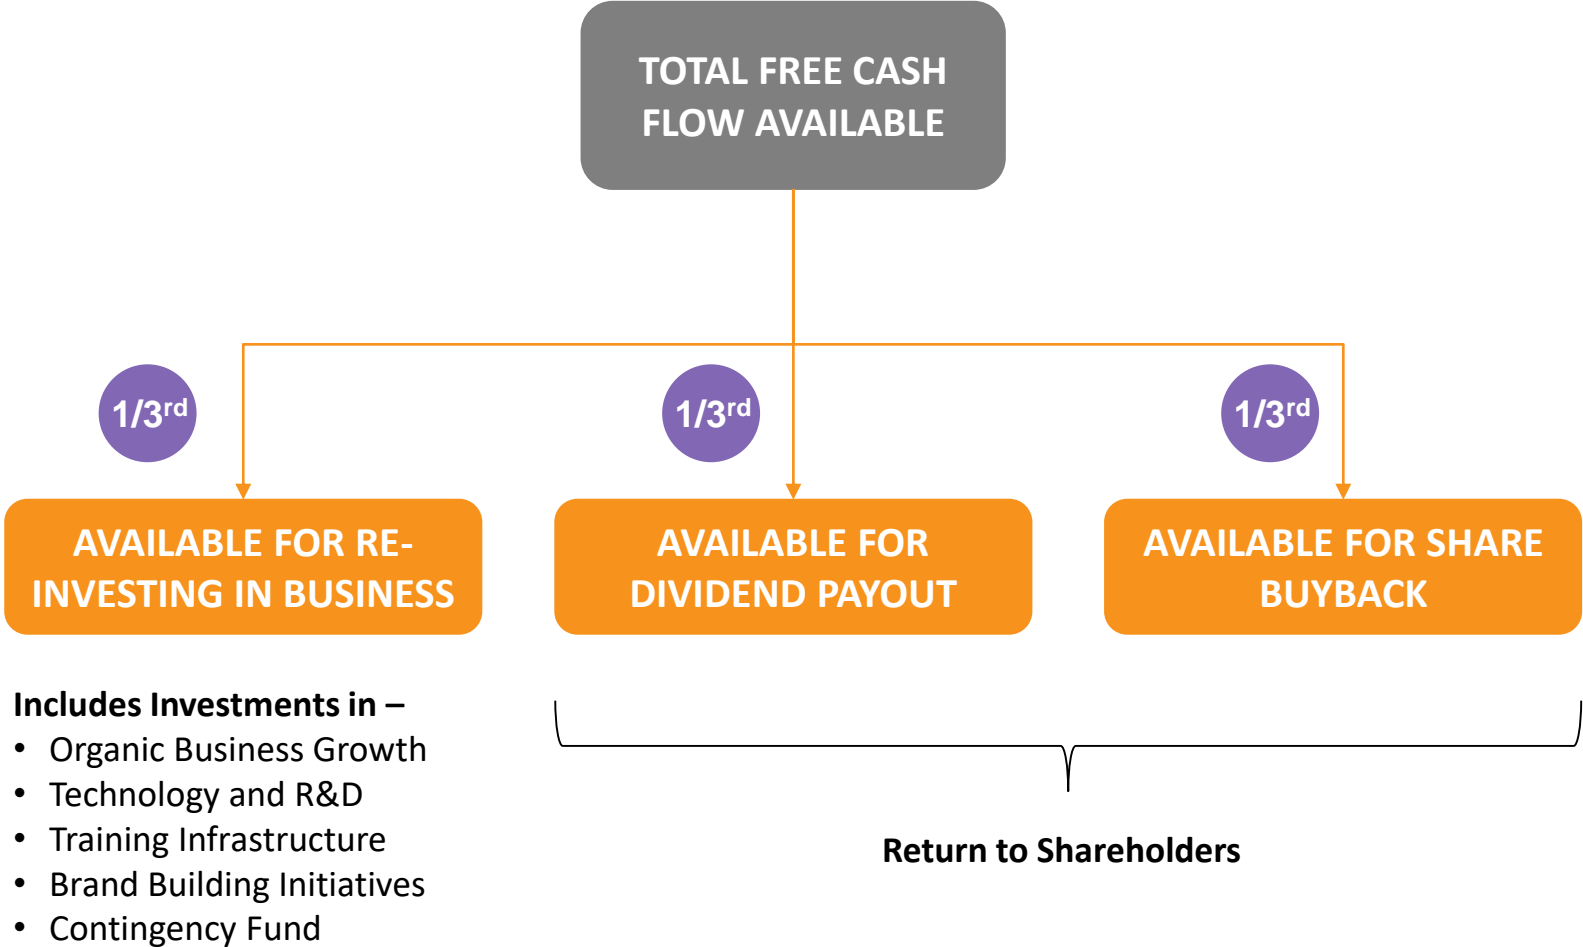 TOTAL FREE CASH
FLOW AVAILABLE
1/3rd
1/3rd
1/3rd
AVAILABLE FOR RE-
INVESTING IN BUSINESS
AVAILABLE FOR
DIVIDEND PAYOUT
AVAILABLE FOR SHARE
BUYBACK
Includes Investments in –
• Organic Business Growth
• Technology and R&D
• Training Infrastructure
• Brand Building Initiatives
• Contingency Fund
Return to Shareholders